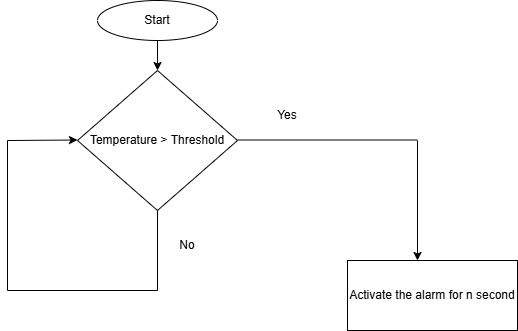 Start
Yes
Temperature > Threshold
No
Activate the alarm for n second